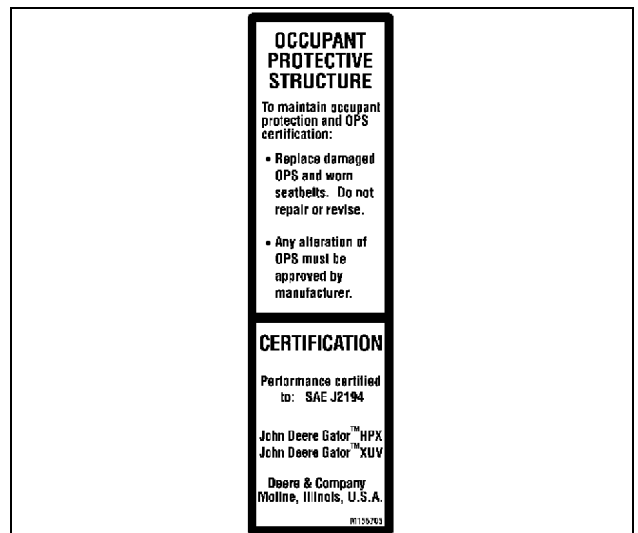 OCCUPANT
PROTECTIVE
STRUCTURE
To maintain occupant
protection and OPS
certification:
• Replace damaged
OPS and worn
seatbelts. Do not
repair or revise.
• Any alteration of
OPS must be
approved by
manufacturer.
CERTIFICATION
Performance certified
to: SAE J2194
John Deere Gator™HPX
John Deere Gator™XUV
Deere & Company
Moline, Illinois, U.S.A.